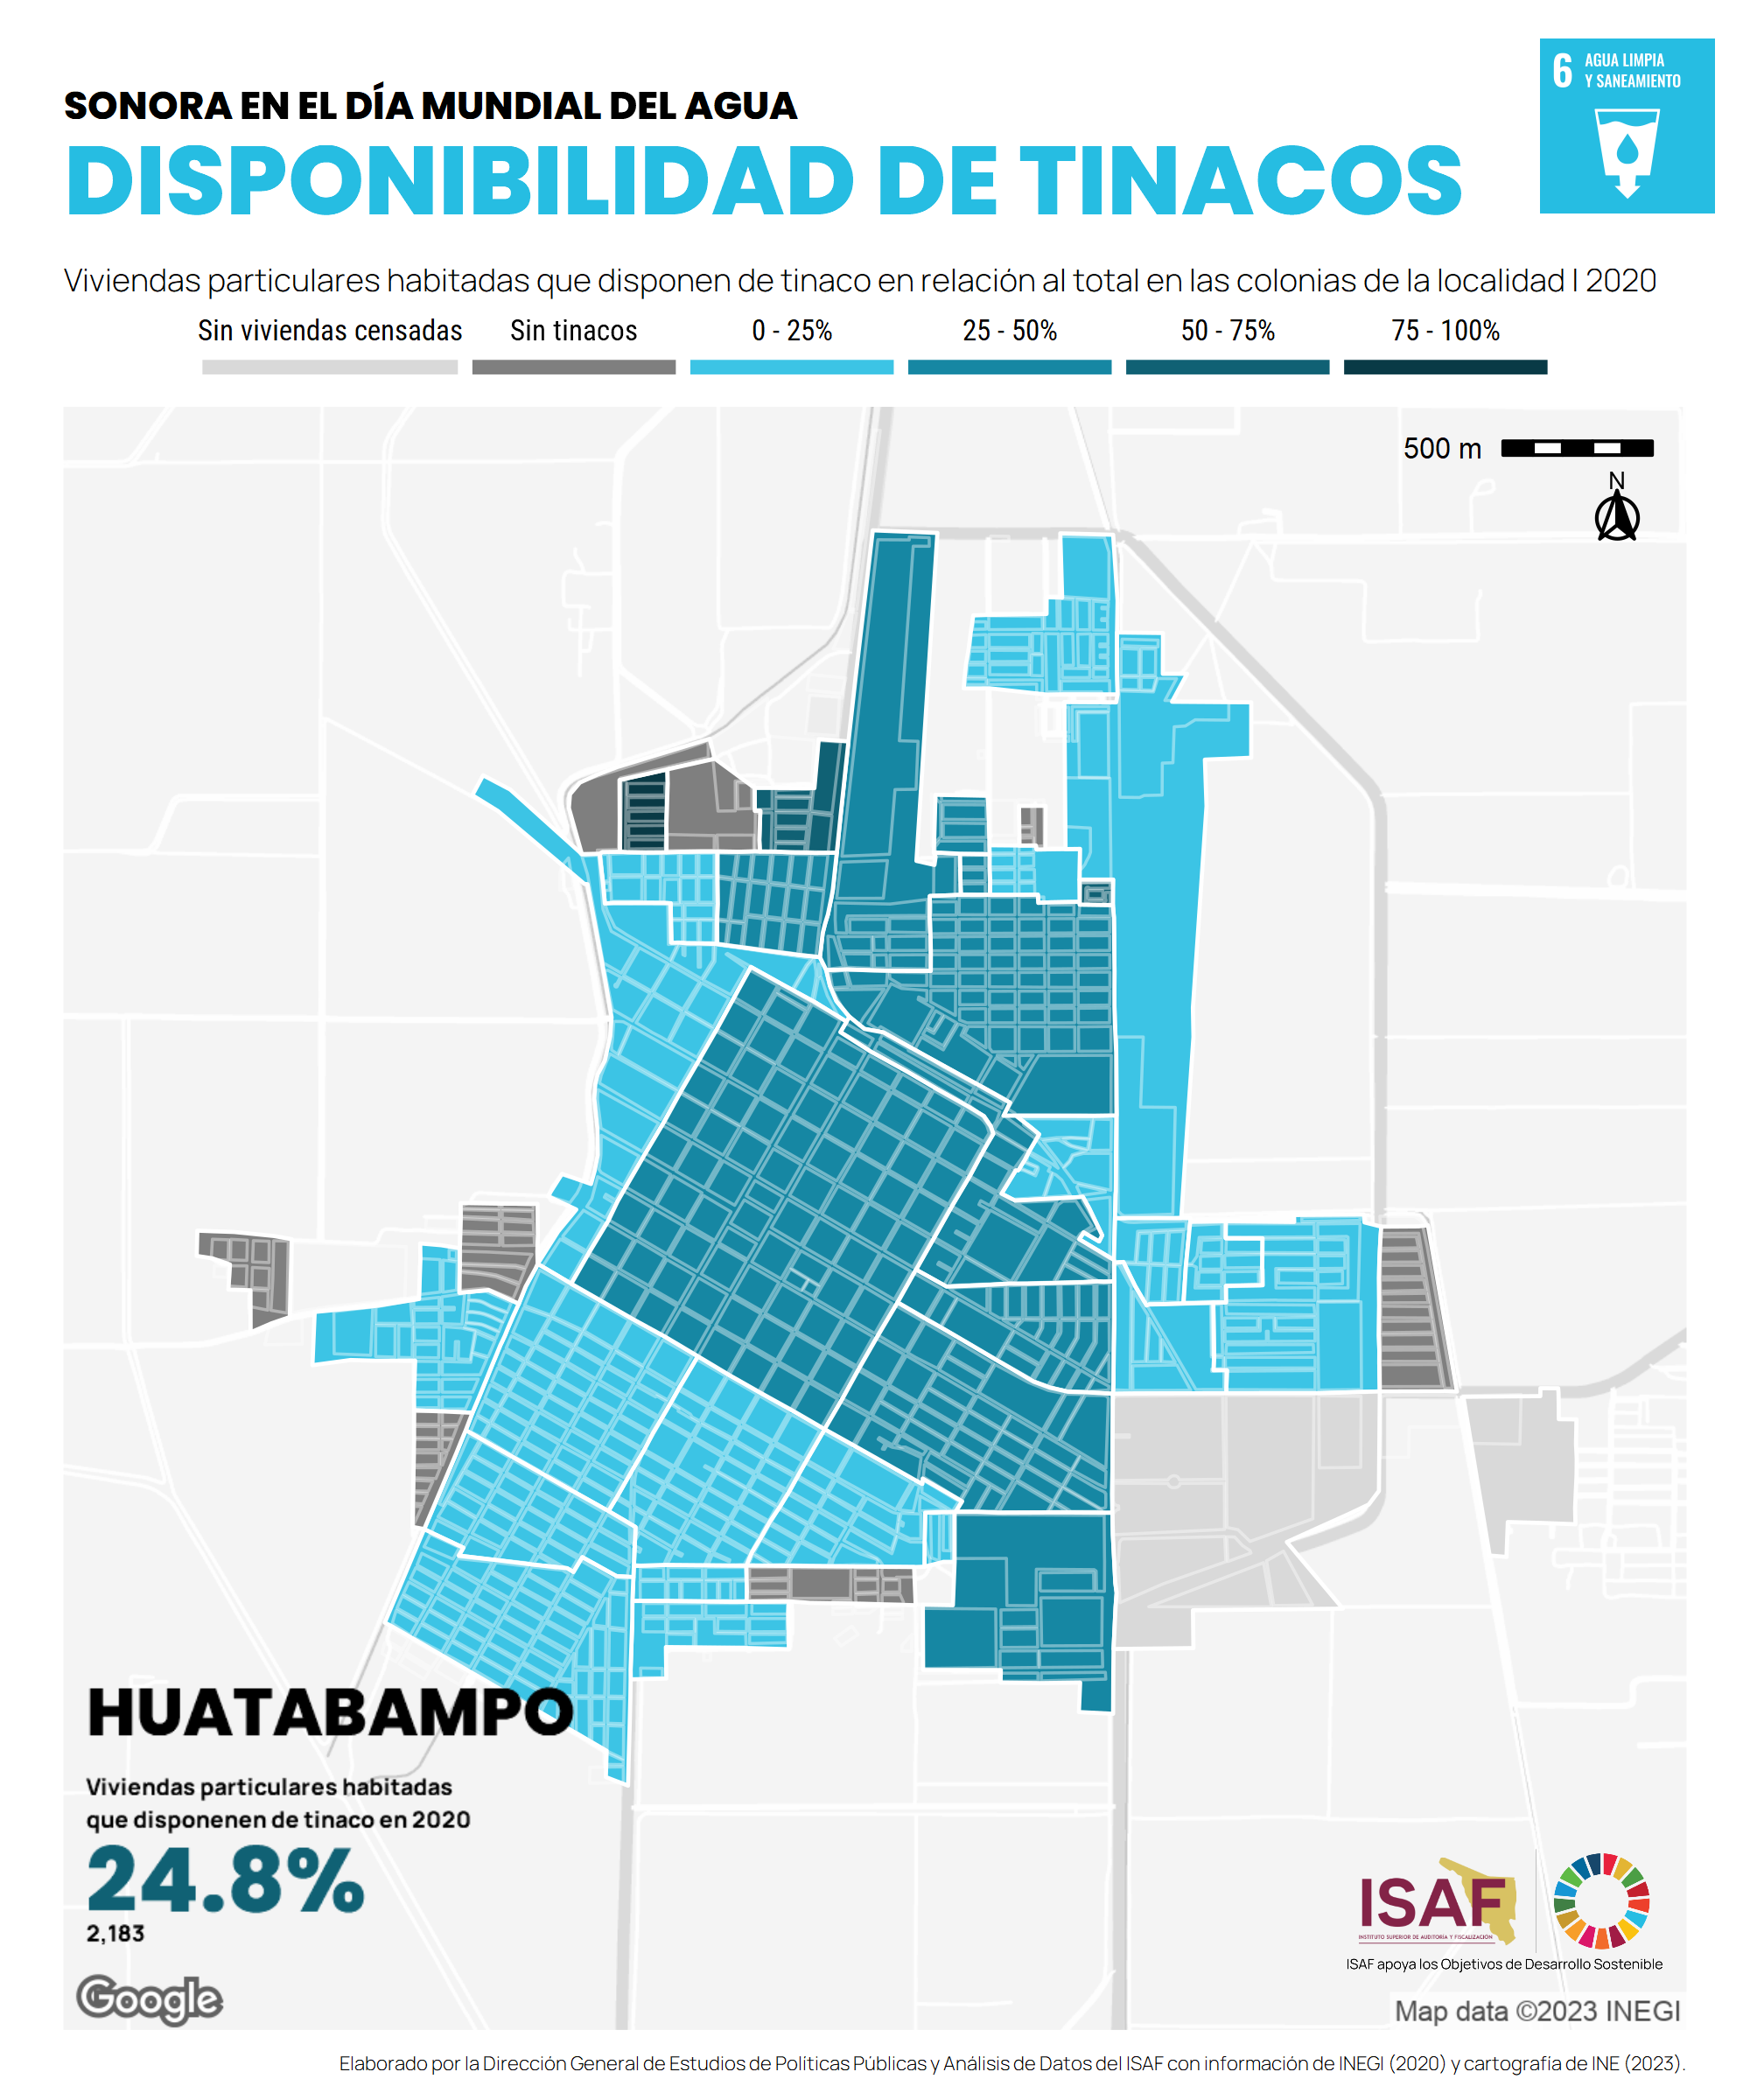 6 AGUA LIMPIA
Y SANEAMIENTO
SONORA EN EL DÍA MUNDIAL DEL AGUA
DISPONIBILIDAD DE TINACOS
Viviendas particulares habitadas que disponen de tinaco en relación al total en las colonias de la localidad | 2020
Sin viviendas censadas Sin tinacos 0 - 25% 25 - 50% 50 - 75% 75 - 100%
500 m
N
HUATABAMPO
Viviendas particulares habitadas
que disponenen de tinaco en 2020
24.8%
2,183
Google
ISAF
INSTITUTO SUPERIOR DE AUDITORÍA Y FISCALIZACIÓN
ISAF apoya los Objetivos de Desarrollo Sostenible
Map data ©2023 INEGI
Elaborado por la Dirección General de Estudios de Políticas Públicas y Análisis de Datos del ISAF con información de INEGI (2020) y cartografía de INE (2023).